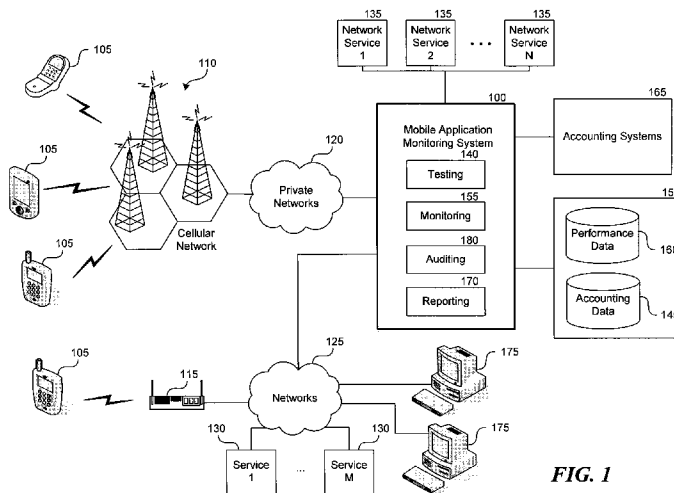 135
135
135
Network
Service
1
Network
Service
2
• • •
Network
Service
N
105
110
100
165
Mobile Application
Monitoring System
Accounting Systems
140
Testing
105
120
Private
Networks
155
Monitoring
Performance
Data
180
Auditing
Cellular
Network
105
170
Reporting
Accounting
Data
125
175
105
115
Networks
175
130
130
Service
1
...
Service
M
FIG. 1